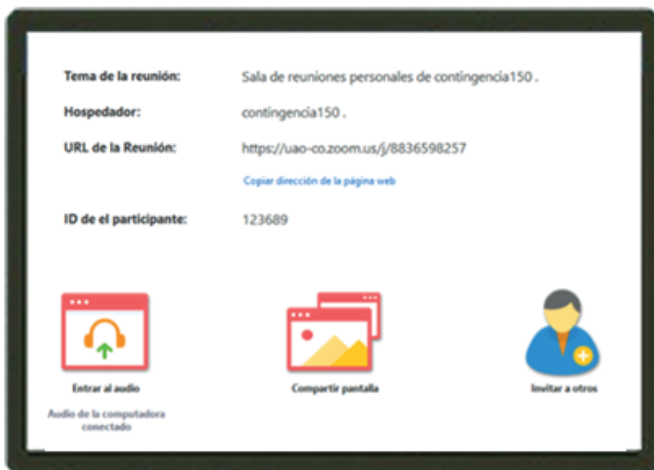 Tema de la reunión: Sala de reuniones personales de contingencia150 .
Hospedador: contingencia150 .
URL de la Reunión: https://uao-co.zoom.us/j/8836598257
Copiar dirección de la página web
ID de el participante: 123689
Entrar al audio
Compartir pantalla
Invitar a otros
Audio de la computadora
conectado